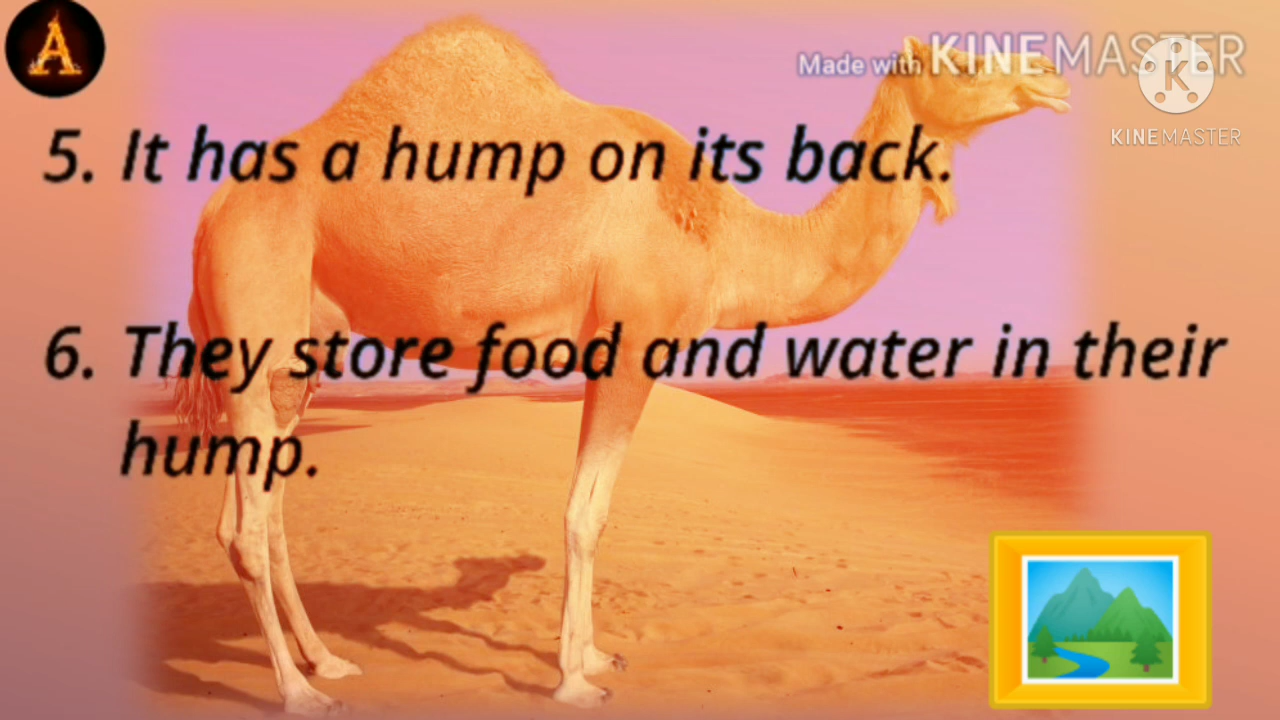 A
Made with KINEMASTER
K
KINEMASTER
5. It has a hump on its back.
6. They store food and water in their
hump.